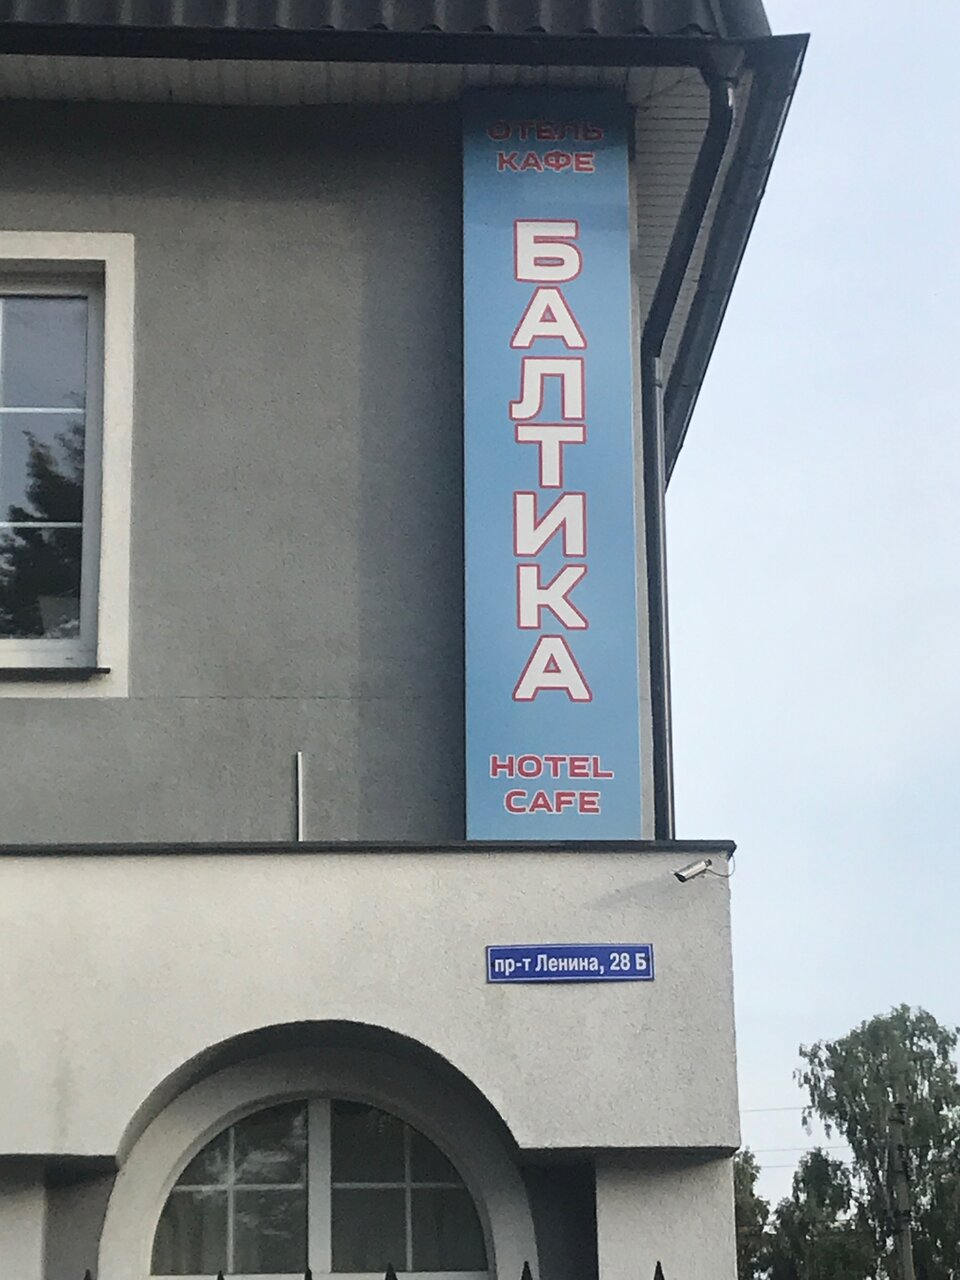 ОТЕЛЬ
КАФЕ
БАЛТИКА
HOTEL
CAFE
пр-т Ленина, 28 Б